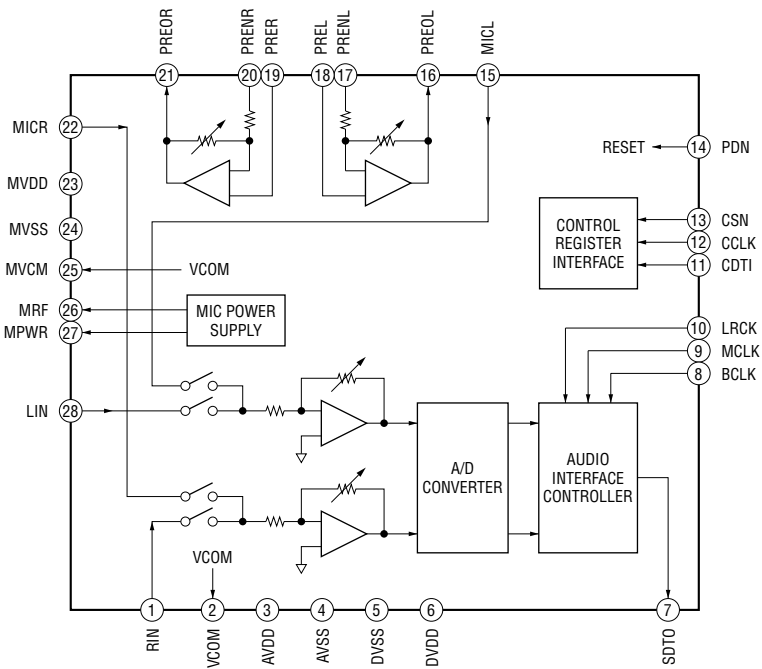 PREOR
PRENR
PRER
PREL
PRENL
PREOL
MICL
21
20
19
18
17
16
15
MICR 22
MVDD 23
MVSS 24
MVCM 25
VCOM
MRF 26
MPWR 27
MIC POWER
SUPPLY
LIN 28
RESET
14 PDN
CONTROL
REGISTER
INTERFACE
13 CSN
12 CCLK
11 CDTI
10 LRCK
9 MCLK
8 BCLK
A/D
CONVERTER
AUDIO
INTERFACE
CONTROLLER
VCOM
1
2
3
4
5
6
7
RIN
VCOM
AVDD
AVSS
DVSS
DVDD
SDTO